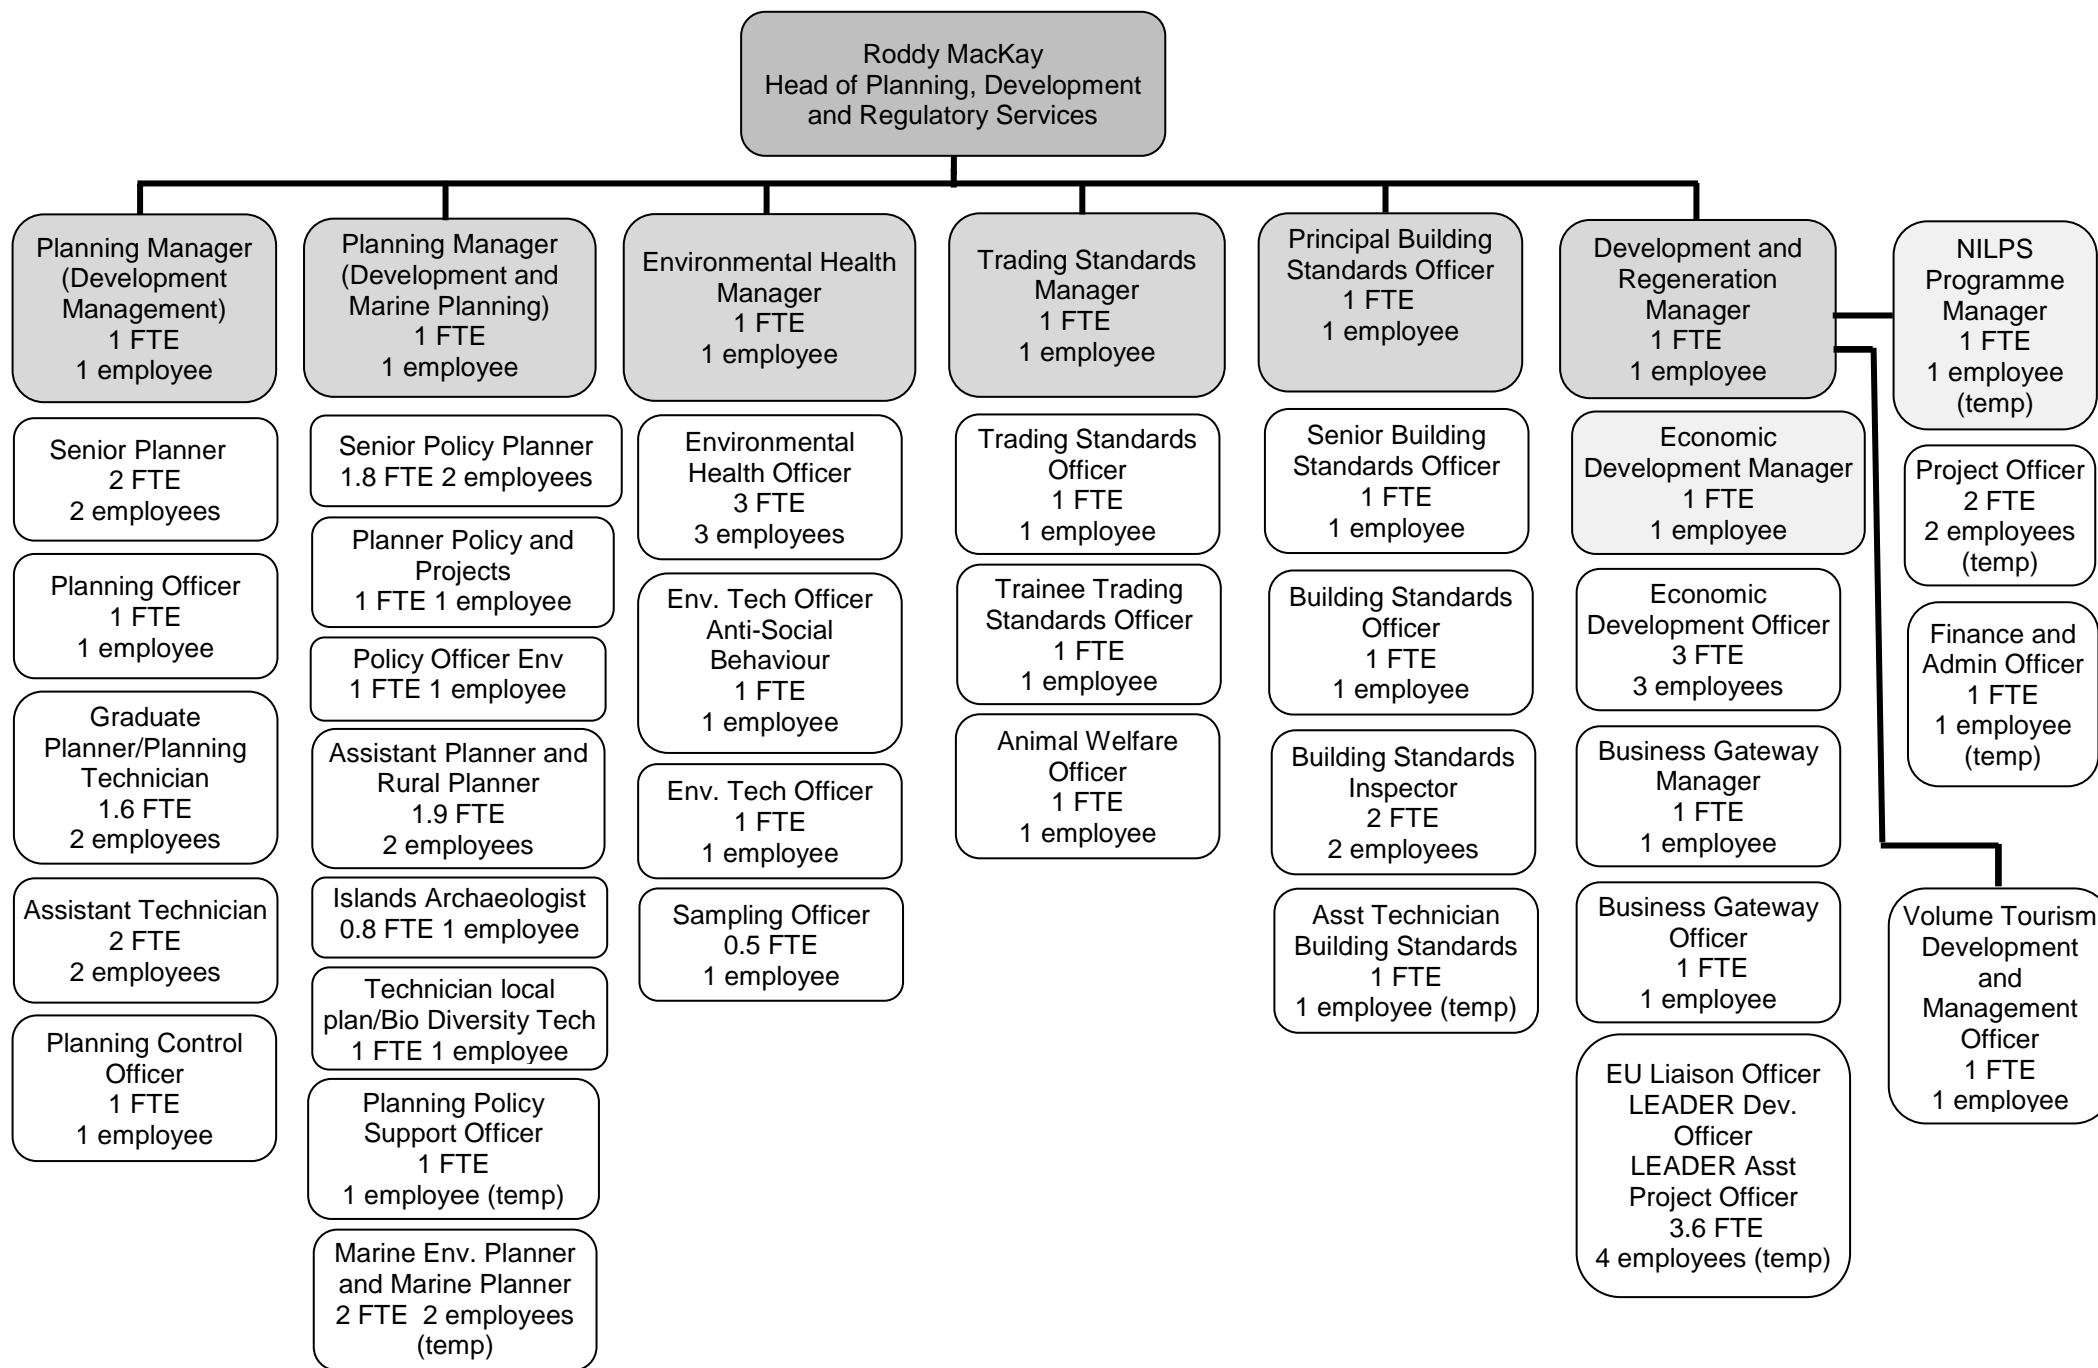 Roddy MacKay
Head of Planning, Development
and Regulatory Services
Planning Manager
(Development
Management)
1 FTE
1 employee
Senior Planner
2 FTE
2 employees
Planning Officer
1 FTE
1 employee
Graduate
Planner/Planning
Technician
1.6 FTE
2 employees
Assistant Technician
2 FTE
2 employees
Planning Control
Officer
1 FTE
1 employee
Planning Manager
(Development and
Marine Planning)
1 FTE
1 employee
Senior Policy Planner
1.8 FTE 2 employees
Planner Policy and
Projects
1 FTE 1 employee
Policy Officer Env
1 FTE 1 employee
Assistant Planner and
Rural Planner
1.9 FTE
2 employees
Islands Archaeologist
0.8 FTE 1 employee
Technician local
plan/Bio Diversity Tech
1 FTE 1 employee
Planning Policy
Support Officer
1 FTE
1 employee (temp)
Marine Env. Planner
and Marine Planner
2 FTE 2 employees
(temp)
Environmental Health
Manager
1 FTE
1 employee
Environmental
Health Officer
3 FTE
3 employees
Env. Tech Officer
Anti-Social
Behaviour
1 FTE
1 employee
Env. Tech Officer
1 FTE
1 employee
Sampling Officer
0.5 FTE
1 employee
Trading Standards
Manager
1 FTE
1 employee
Trading Standards
Officer
1 FTE
1 employee
Trainee Trading
Standards Officer
1 FTE
1 employee
Animal Welfare
Officer
1 FTE
1 employee
Principal Building
Standards Officer
1 FTE
1 employee
Senior Building
Standards Officer
1 FTE
1 employee
Building Standards
Officer
1 FTE
1 employee
Building Standards
Inspector
2 FTE
2 employees
Asst Technician
Building Standards
1 FTE
1 employee (temp)
Development and
Regeneration
Manager
1 FTE
1 employee
Economic
Development Manager
1 FTE
1 employee
Economic
Development Officer
3 FTE
3 employees
Business Gateway
Manager
1 FTE
1 employee
Business Gateway
Officer
1 FTE
1 employee
EU Liaison Officer
LEADER Dev.
Officer
LEADER Asst
Project Officer
3.6 FTE
4 employees (temp)
NILPS
Programme
Manager
1 FTE
1 employee
(temp)
Project Officer
2 FTE
2 employees
(temp)
Finance and
Admin Officer
1 FTE
1 employee
(temp)
Volume Tourism
Development
and
Management
Officer
1 FTE
1 employee